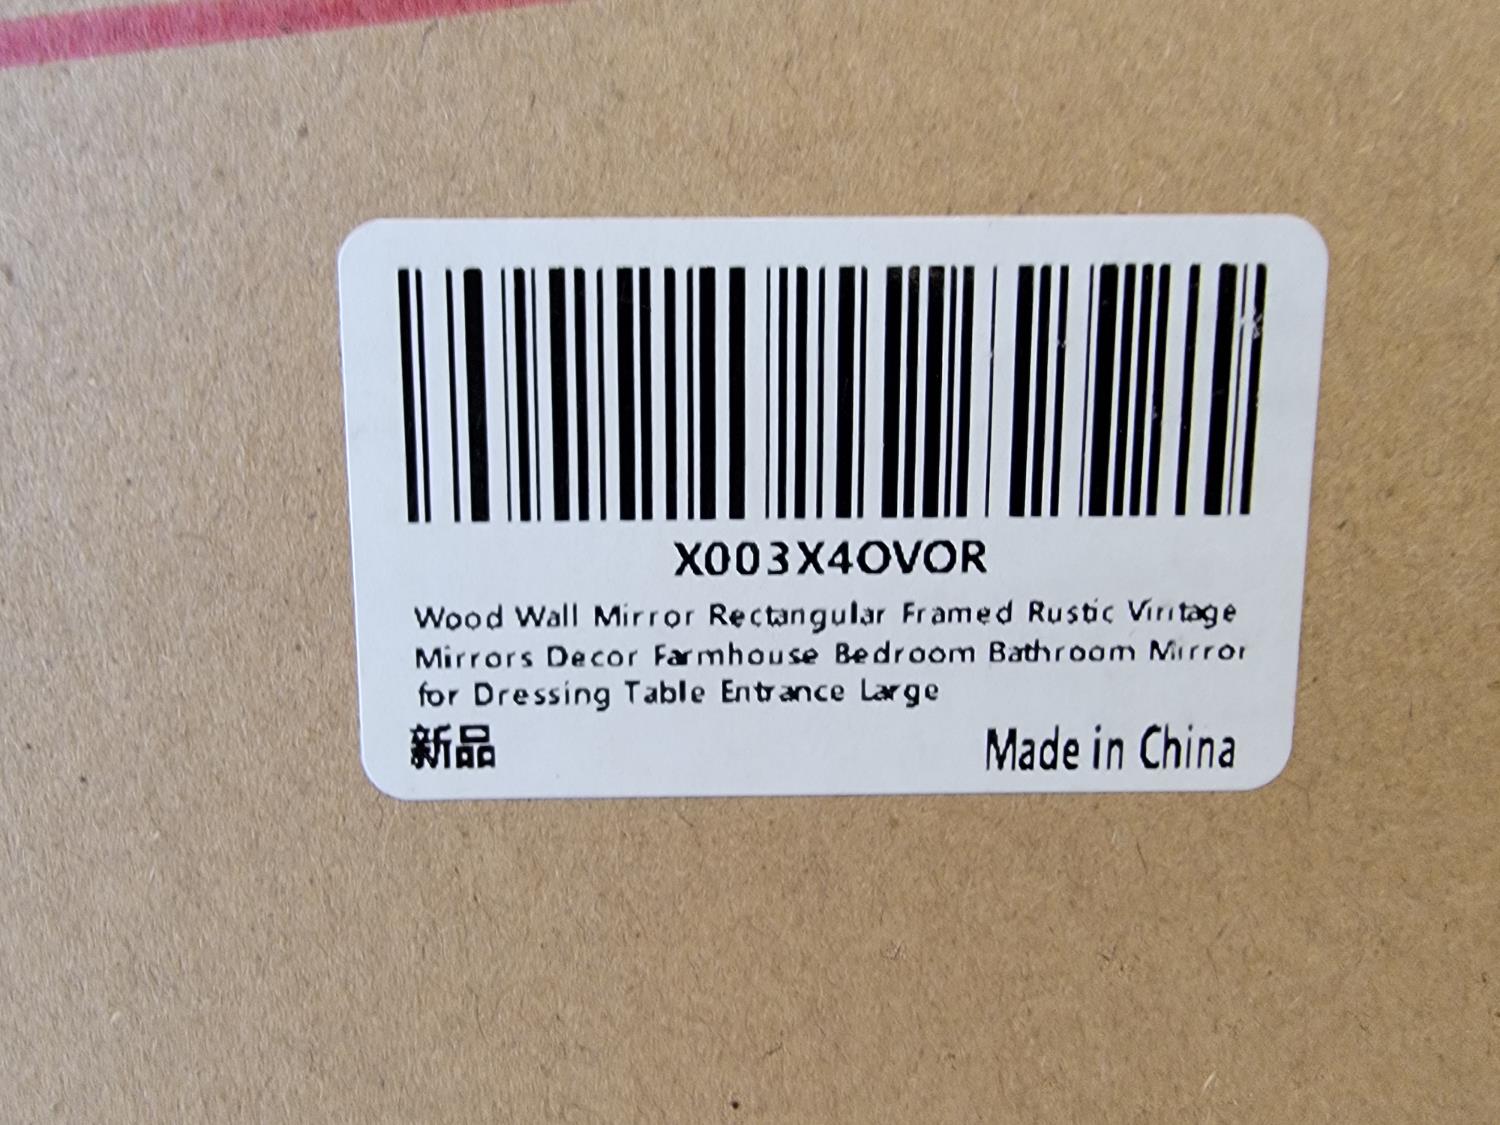 X003X4OVOR
Wood Wall Mirror Rectangular Framed Rustic Vintage
Mirrors Decor Farmhouse Bedroom Bathroom Mirror
for Dressing Table Entrance Large
新品
Made in China